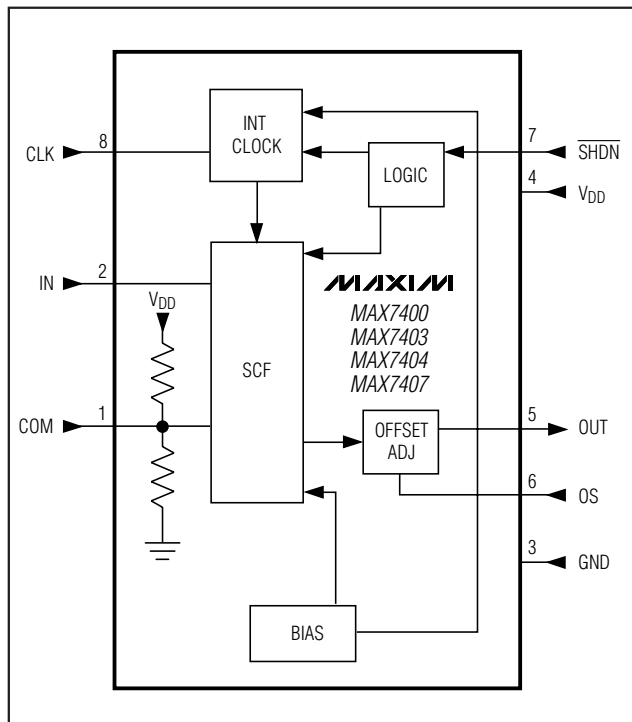 INT
CLOCK
8
CLK
7
SHDN
LOGIC
4
VDD
2
IN
VDD
MAXIM
MAX7400
MAX7403
MAX7404
MAX7407
SCF
1
COM
5
OUT
OFFSET
ADJ
6
OS
3
GND
BIAS